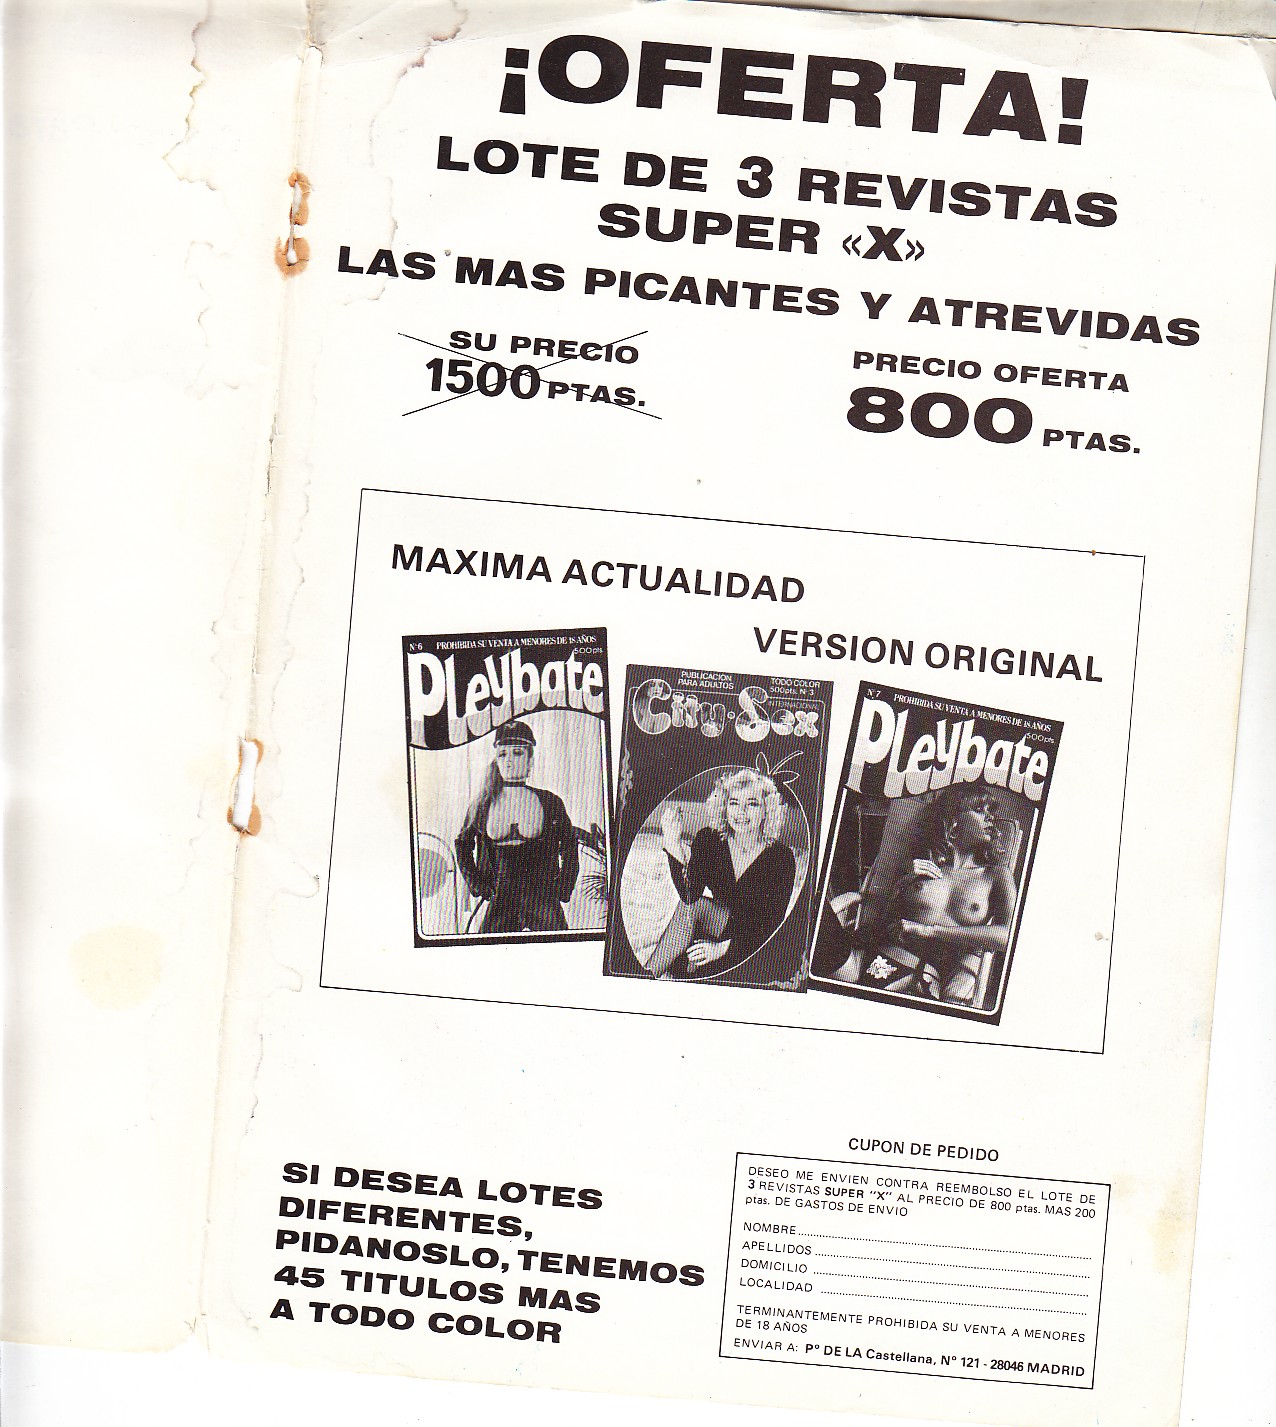 ¡OFERTA!
LOTE DE 3 REVISTAS
SUPER «X»
LAS MAS PICANTES Y ATREVIDAS
SU PRECIO
1500 PTAS.
PRECIO OFERTA
800 PTAS.
MAXIMA ACTUALIDAD
VERSION ORIGINAL
N.º 6 PROHIBIDA SU VENTA A MENORES DE 18 AÑOS
500 pts
PLeybate
PUBLICACION
PARA ADULTOS
TODO COLOR
500 pts. N.º 3
City-Sex
INTERNACIONAL
N.º 7 PROHIBIDA SU VENTA A MENORES DE 18 AÑOS
500 pts
PLeybate
SI DESEA LOTES
DIFERENTES,
PIDANOSLO, TENEMOS
45 TITULOS MAS
A TODO COLOR
CUPON DE PEDIDO
DESEO ME ENVIEN CONTRA REEMBOLSO EL LOTE DE
3 REVISTAS SUPER "X" AL PRECIO DE 800 ptas. MAS 200
ptas. DE GASTOS DE ENVIO
NOMBRE
APELLIDOS
DOMICILIO
LOCALIDAD
TERMINANTEMENTE PROHIBIDA SU VENTA A MENORES
DE 18 AÑOS
ENVIAR A: Pº DE LA Castellana, Nº 121 - 28046 MADRID